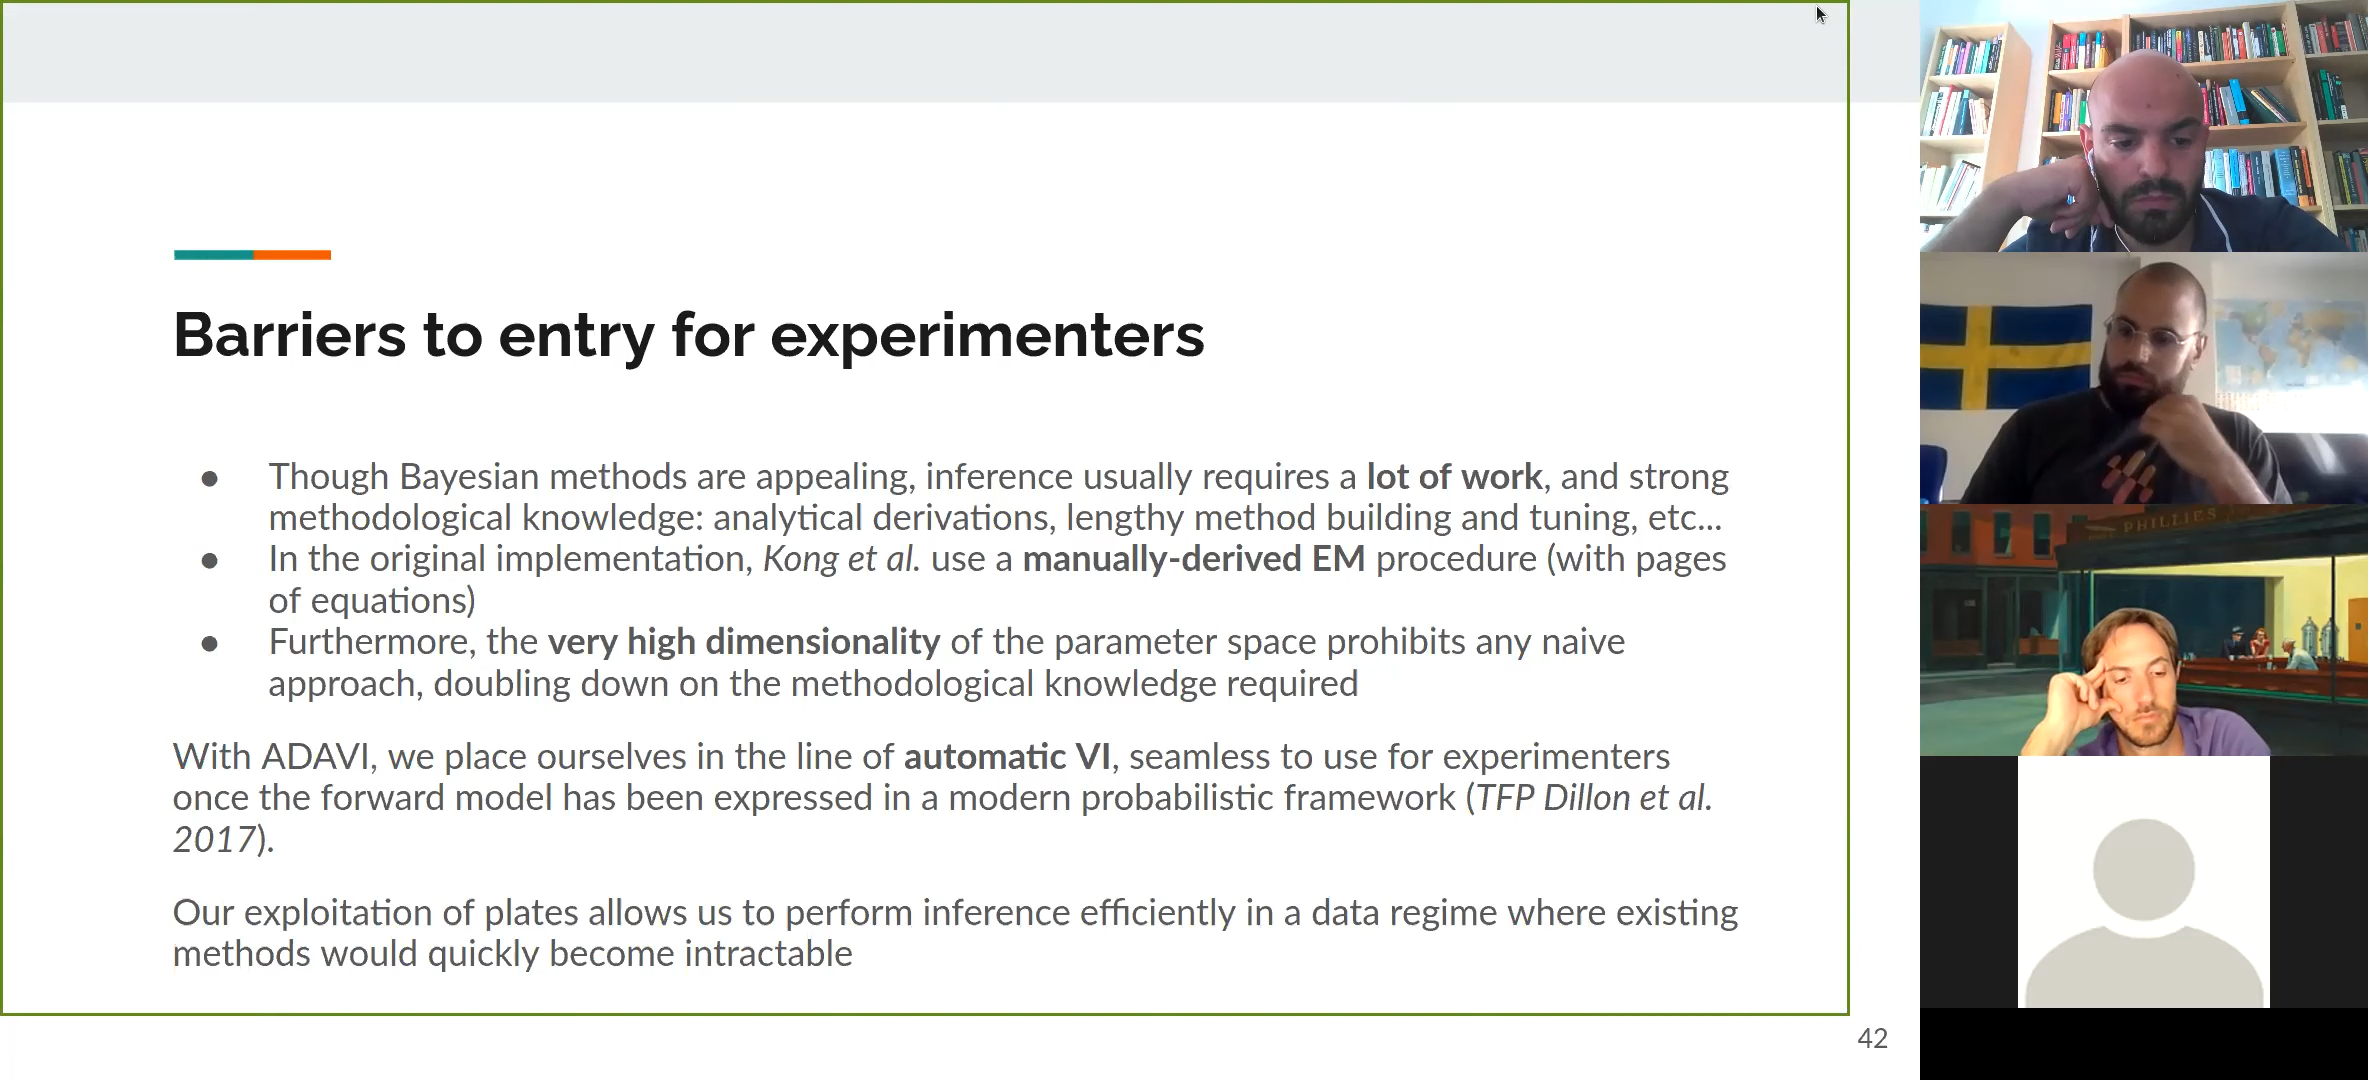 Barriers to entry for experimenters
● Though Bayesian methods are appealing, inference usually requires a lot of work, and strong
methodological knowledge: analytical derivations, lengthy method building and tuning, etc...
● In the original implementation, Kong et al. use a manually-derived EM procedure (with pages
of equations)
● Furthermore, the very high dimensionality of the parameter space prohibits any naive
approach, doubling down on the methodological knowledge required
With ADAVI, we place ourselves in the line of automatic VI, seamless to use for experimenters
once the forward model has been expressed in a modern probabilistic framework (TFP Dillon et al.
2017).
Our exploitation of plates allows us to perform inference efficiently in a data regime where existing
methods would quickly become intractable
42
PHILLIES